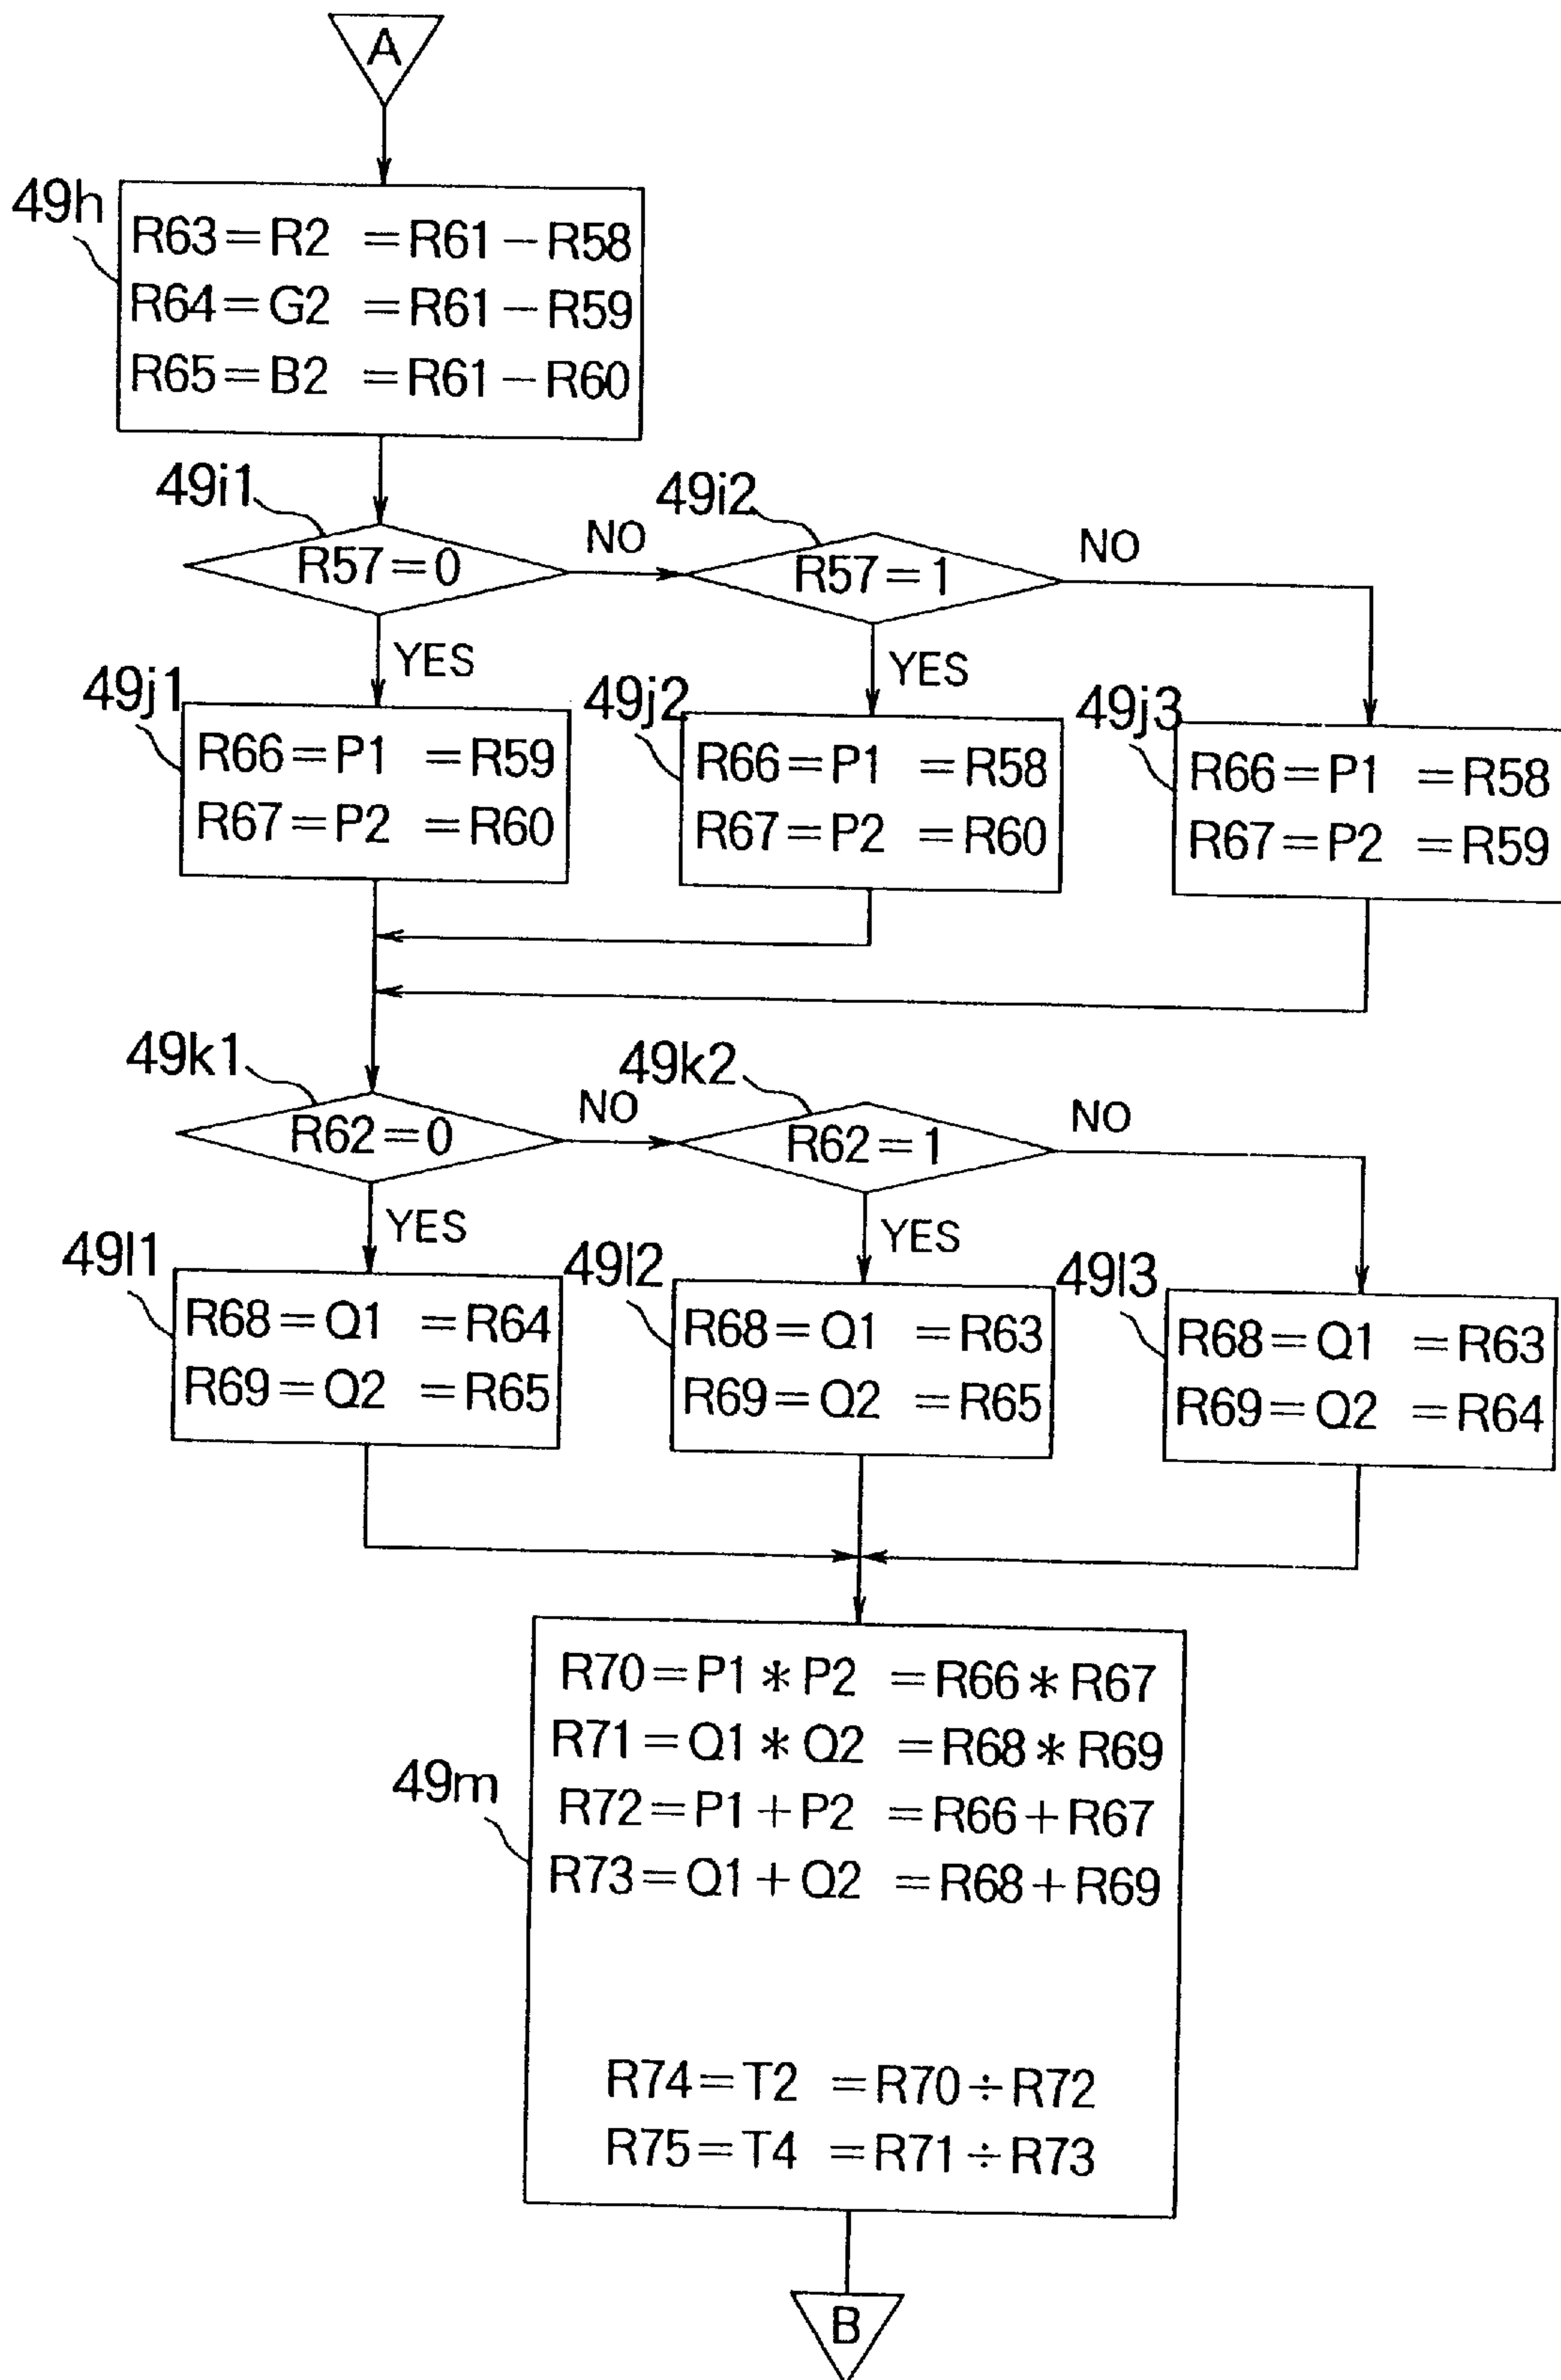 A
49h
R63=R2 =R61-R58
R64=G2 =R61-R59
R65=B2 =R61-R60
49i1
R57=0
NO
49i2
R57=1
NO
YES
YES
49j1
R66=P1 =R59
R67=P2 =R60
49j2
R66=P1 =R58
R67=P2 =R60
49j3
R66=P1 =R58
R67=P2 =R59
49k1
R62=0
NO
49k2
R62=1
NO
YES
YES
49l1
R68=Q1 =R64
R69=Q2 =R65
49l2
R68=Q1 =R63
R69=Q2 =R65
49l3
R68=Q1 =R63
R69=Q2 =R64
49m
R70=P1*P2 =R66*R67
R71=Q1*Q2 =R68*R69
R72=P1+P2 =R66+R67
R73=Q1+Q2 =R68+R69
R74=T2 =R70÷R72
R75=T4 =R71÷R73
B